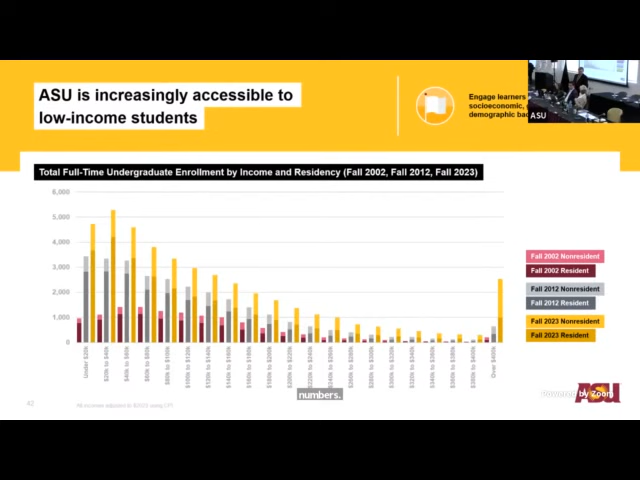 ASU is increasingly accessible to
low-income students
Engage learners
socioeconomic,
demographic
ASU
Total Full-Time Undergraduate Enrollment by Income and Residency (Fall 2002, Fall 2012, Fall 2023)
6,000
5,000
4,000
3,000
2,000
1,000
0
Under $20k
$20k to $40k
$40k to $60k
$60k to $80k
$80k to $100k
$100k to $120k
$120k to $140k
$140k to $160k
$160k to $180k
$180k to $200k
$200k to $220k
$220k to $240k
$240k to $260k
$260k to $280k
$280k to $300k
$300k to $320k
$320k to $340k
$340k to $360k
$360k to $380k
$380k to $400k
Over $400k
Fall 2002 Nonresident
Fall 2002 Resident
Fall 2012 Nonresident
Fall 2012 Resident
Fall 2023 Nonresident
Fall 2023 Resident
numbers.
42
ASU
Powered by Zoom